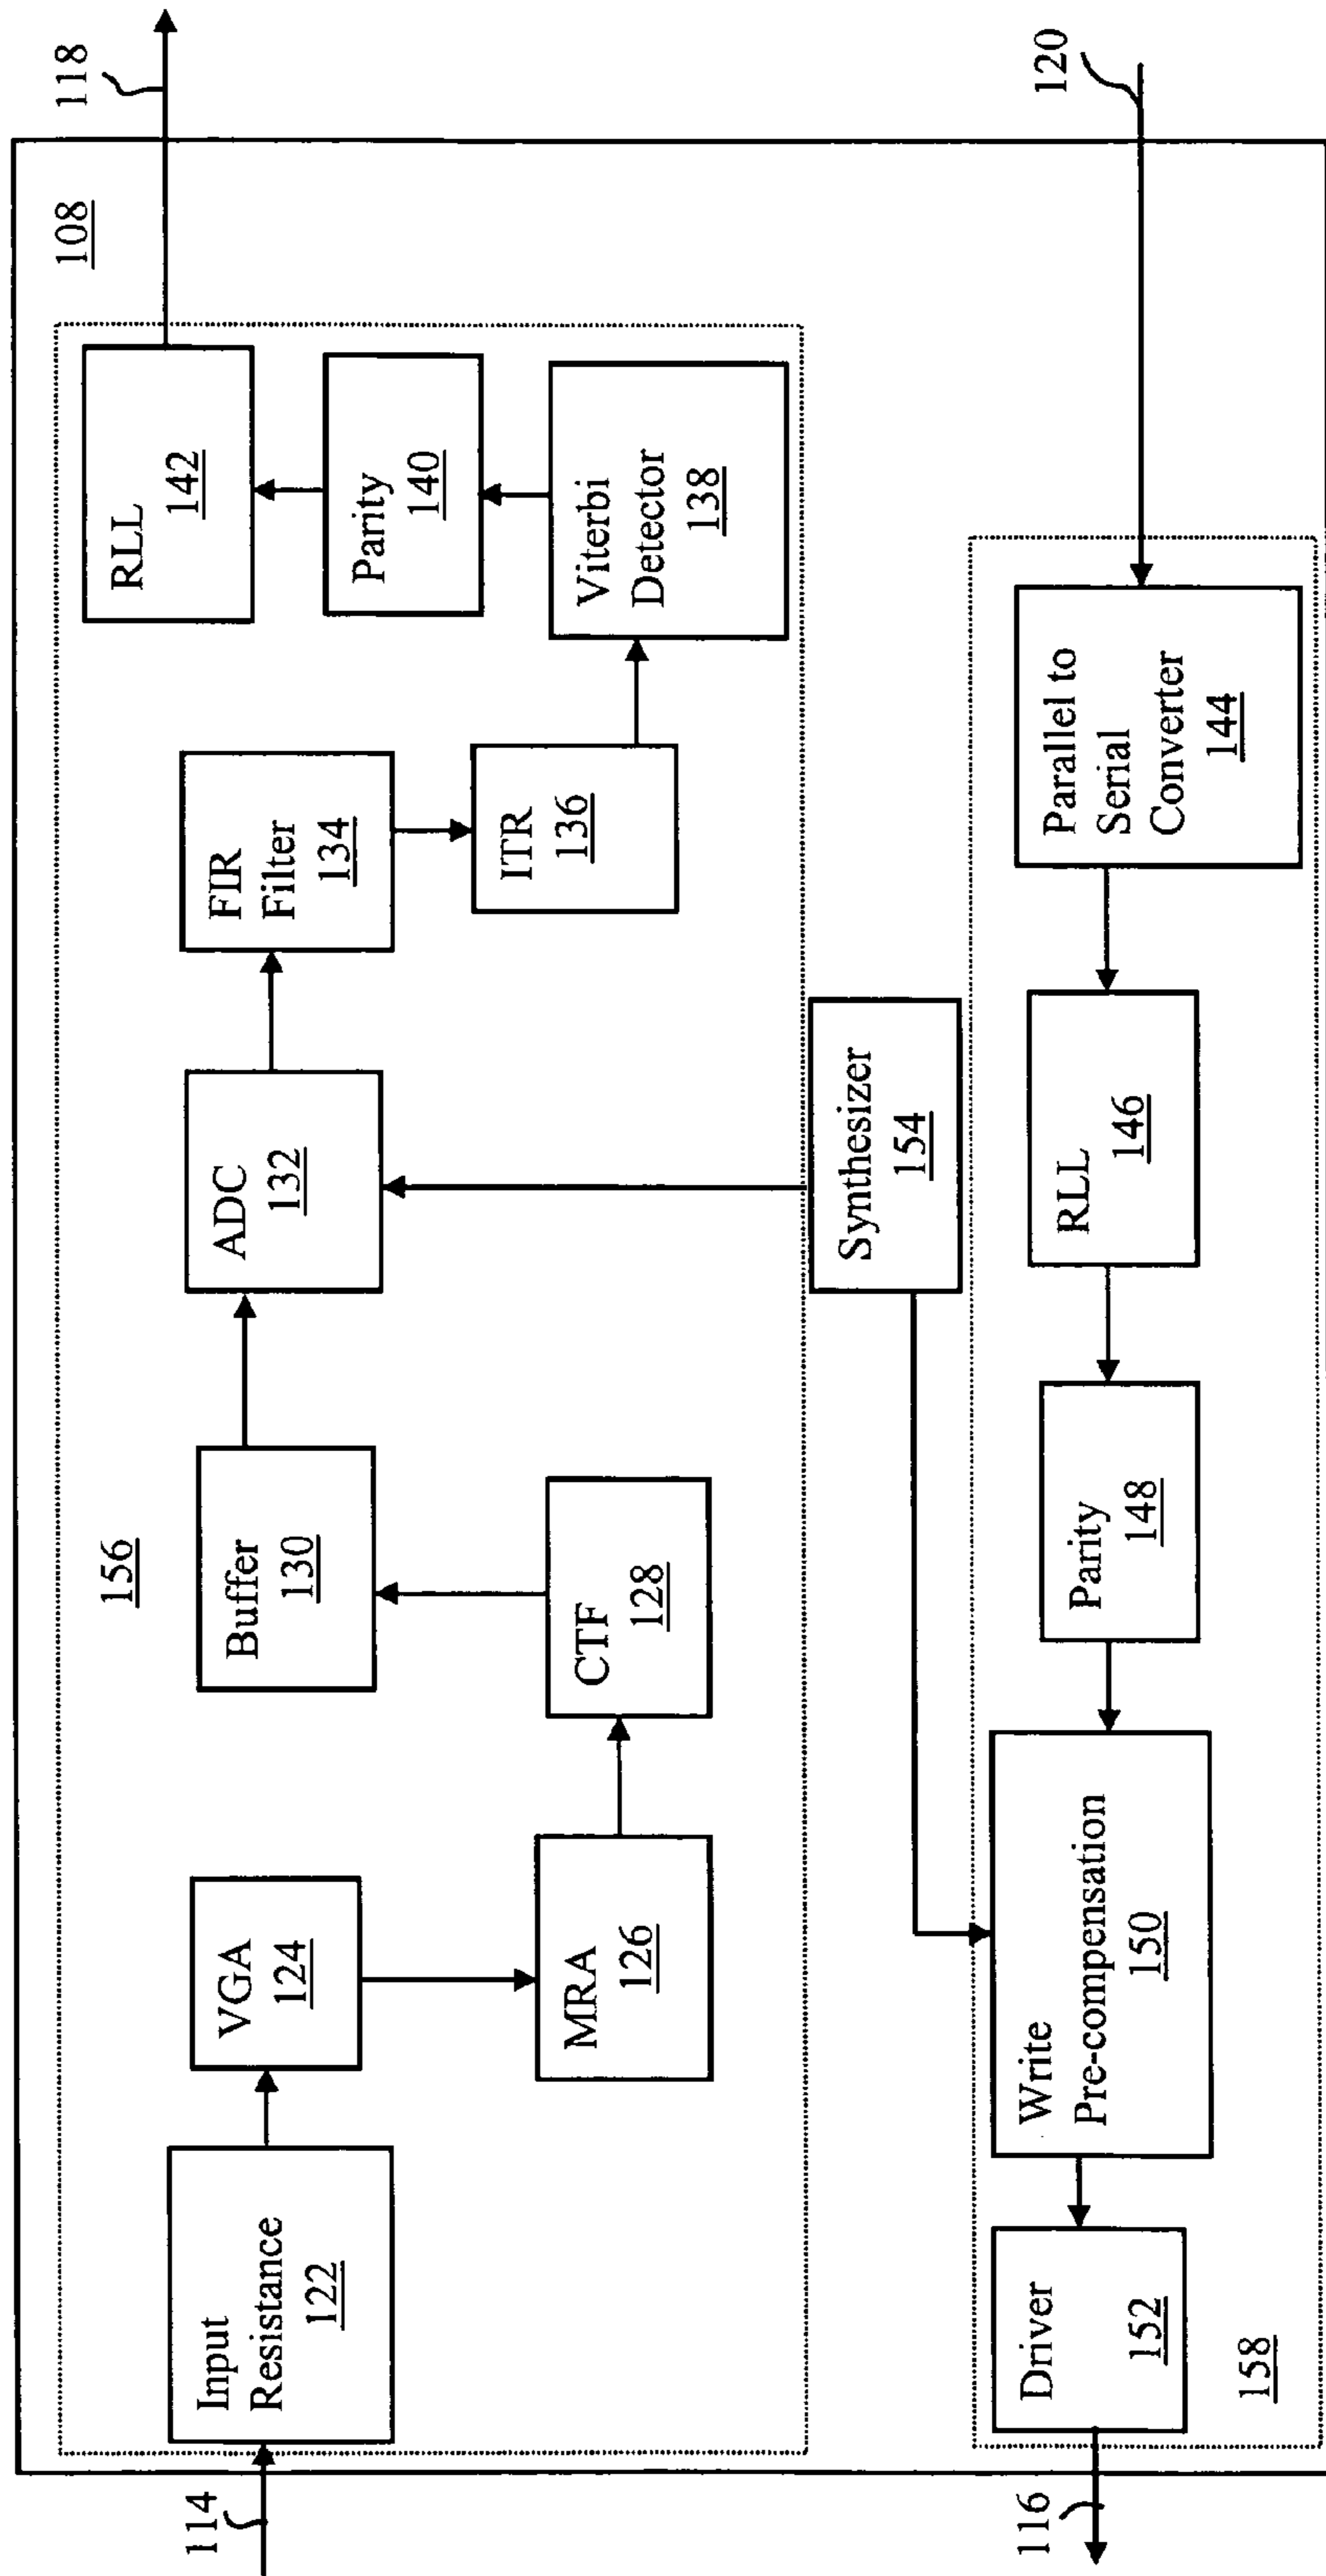 108
118
114
156
Input
Resistance
122
VGA
124
MRA
126
CTF
128
Buffer
130
ADC
132
FIR
Filter
134
ITR
136
Viterbi
Detector
138
Parity
140
RLL
142
Synthesizer
154
120
Parallel to
Serial
Converter
144
RLL
146
Parity
148
Write
Pre-compensation
150
Driver
152
158
116